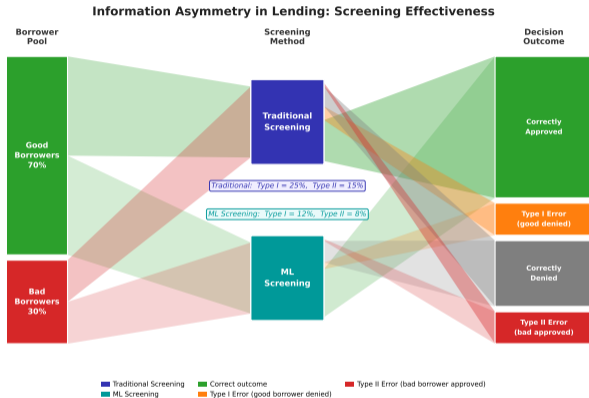 Information Asymmetry in Lending: Screening Effectiveness
Borrower
Pool
Screening
Method
Decision
Outcome
Good
Borrowers
70%
Bad
Borrowers
30%
Traditional
Screening
Traditional:  Type I = 25%,  Type II = 15%
ML Screening:  Type I = 12%,  Type II = 8%
ML
Screening
Correctly
Approved
Type I Error
(good denied)
Correctly
Denied
Type II Error
(bad approved)
Traditional Screening
ML Screening
Correct outcome
Type I Error (good borrower denied)
Type II Error (bad borrower approved)